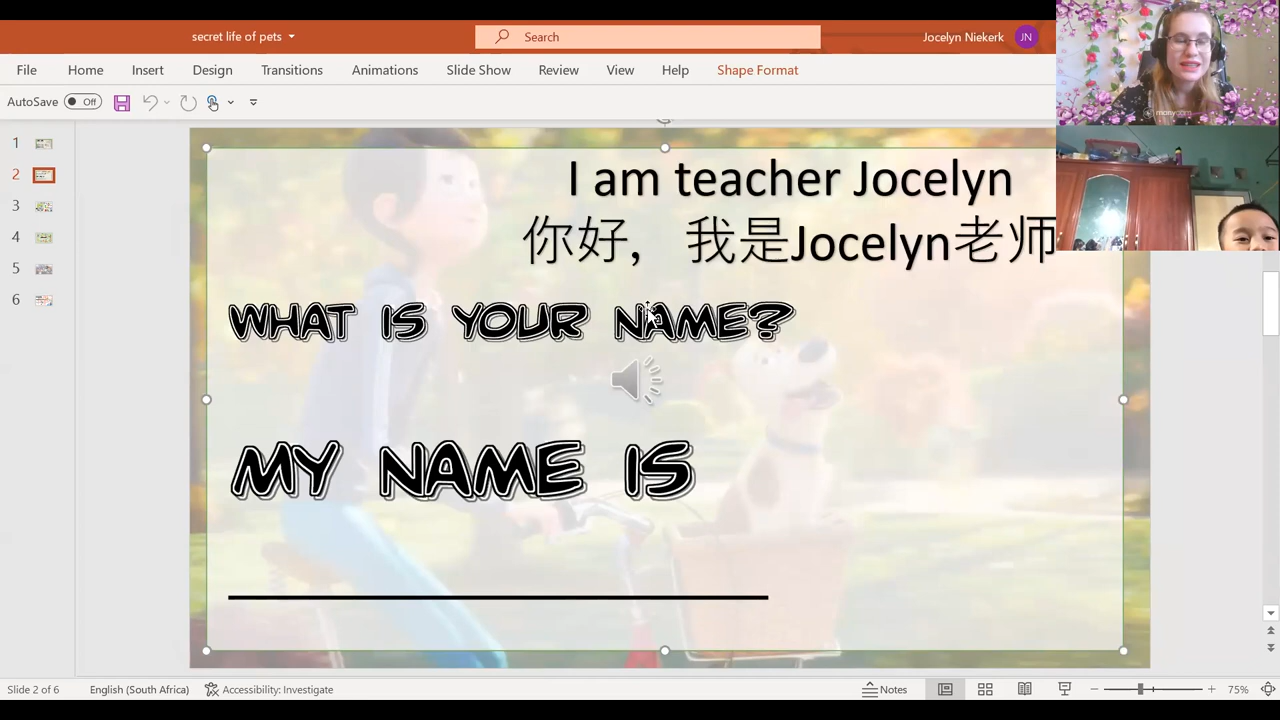 secret life of pets
Search
Jocelyn Niekerk
JN
File Home Insert Design Transitions Animations Slide Show Review View Help Shape Format
AutoSave Off
1
2
3
4
5
6
I am teacher Jocelyn
你好, 我是Jocelyn老师
WHAT IS YOUR NAME?
MY NAME IS
manycam
Slide 2 of 6 English (South Africa) Accessibility: Investigate Notes 75%